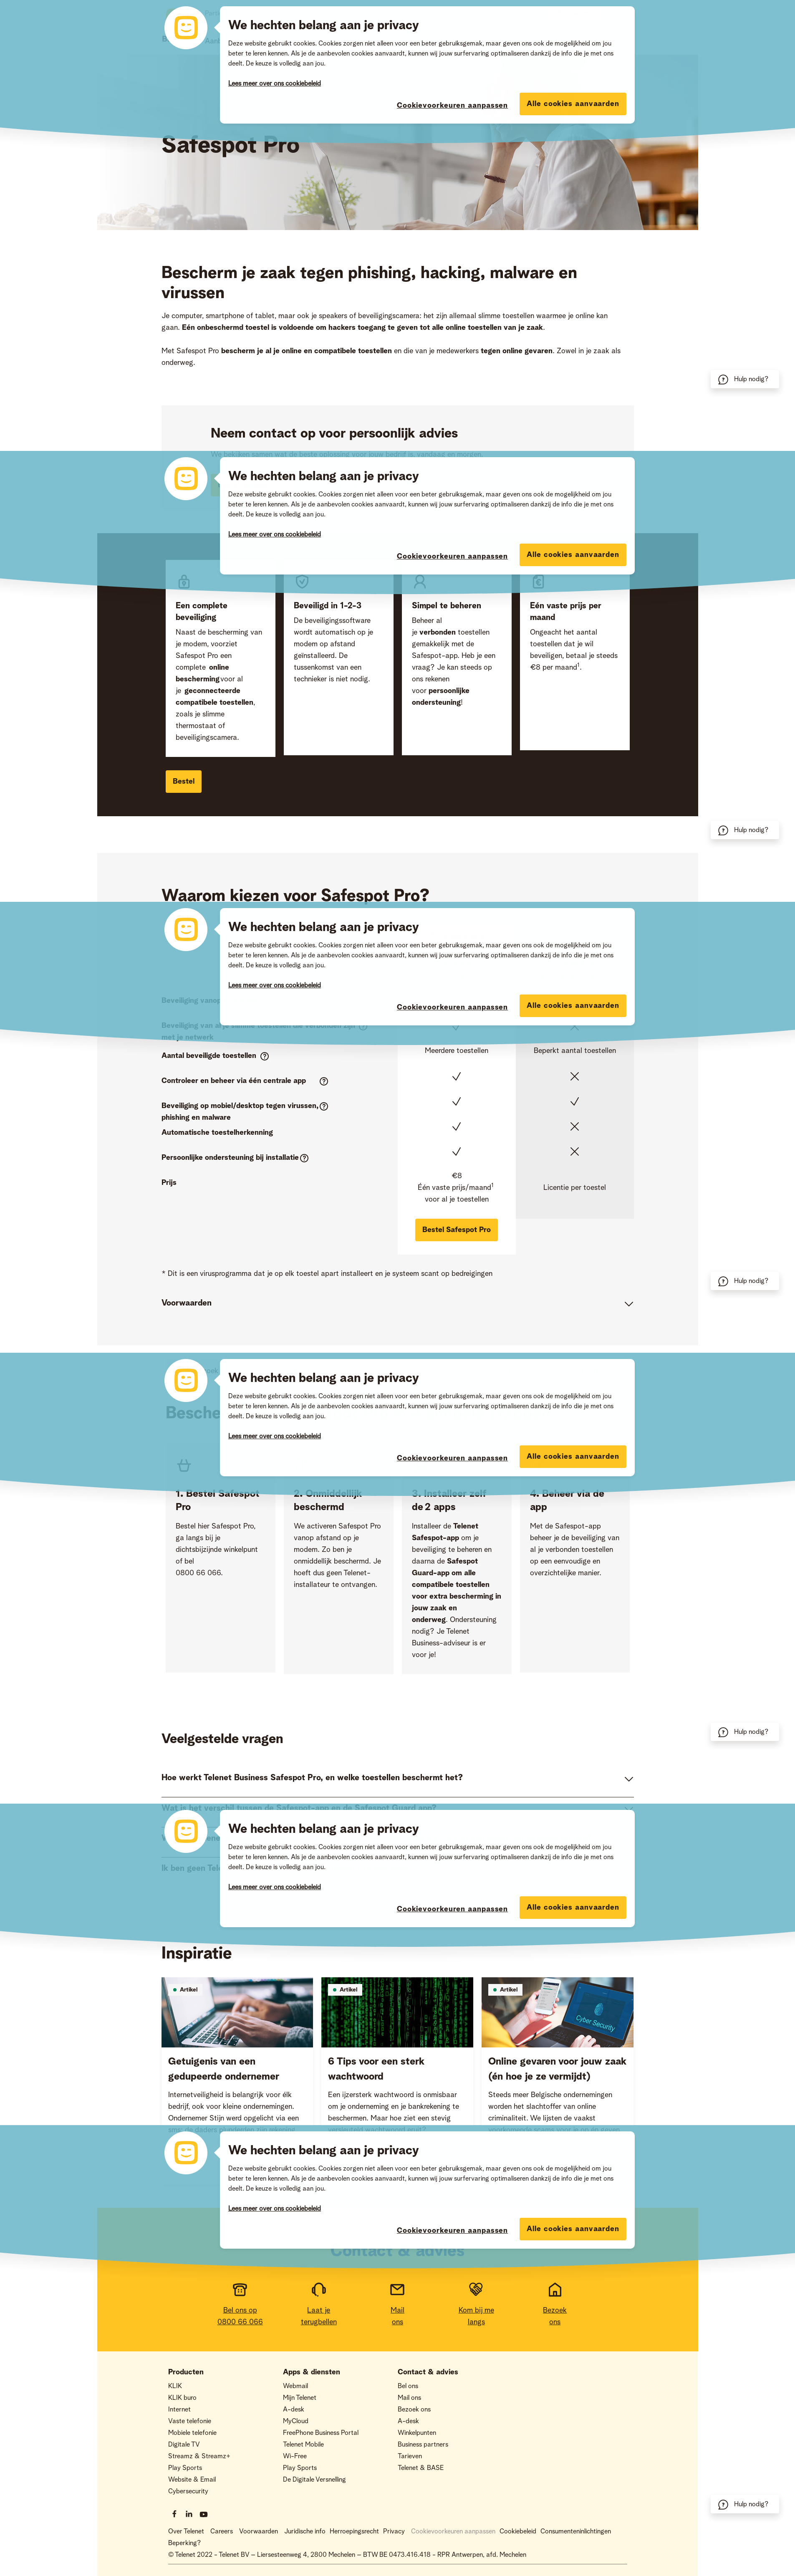 We hechten belang aan je privacy
Deze website gebruikt cookies. Cookies zorgen niet alleen voor een beter gebruiksgemak, maar geven ons ook de mogelijkheid om jou
beter te leren kennen. Als je de aanbevolen cookies aanvaardt, kunnen wij jouw surfervaring optimaliseren dankzij de info die je met ons
deelt. De keuze is volledig aan jou.
Lees meer over ons cookiebeleid
Cookievoorkeuren aanpassen
Alle cookies aanvaarden
Safespot Pro
Bescherm je zaak tegen phishing, hacking, malware en
virussen
Je computer, smartphone of tablet, maar ook je speakers of beveiligingscamera: het zijn allemaal slimme toestellen waarmee je online kan
gaan. Eén onbeschermd toestel is voldoende om hackers toegang te geven tot alle online toestellen van je zaak.
Met Safespot Pro bescherm je al je online en compatibele toestellen en die van je medewerkers tegen online gevaren. Zowel in je zaak als
onderweg.
Hulp nodig?
Neem contact op voor persoonlijk advies
We hechten belang aan je privacy
Deze website gebruikt cookies. Cookies zorgen niet alleen voor een beter gebruiksgemak, maar geven ons ook de mogelijkheid om jou
beter te leren kennen. Als je de aanbevolen cookies aanvaardt, kunnen wij jouw surfervaring optimaliseren dankzij de info die je met ons
deelt. De keuze is volledig aan jou.
Lees meer over ons cookiebeleid
Cookievoorkeuren aanpassen
Alle cookies aanvaarden
Een complete
beveiliging
Naast de bescherming van
je modem, voorziet
Safespot Pro een
complete online
beveiliging voor al
je geconnecteerde
compatibele toestellen,
zoals je slimme
thermostaat of
beveiligingscamera.
Beveiligd in 1-2-3
De beveiligingssoftware
wordt automatisch op je
modem op afstand
geïnstalleerd. De
tussenkomst van een
technieker is niet nodig.
Simpel te beheren
Beheer al
je verbonden toestellen
gemakkelijk met de
Safespot-app. Heb je een
vraag? Je kan steeds op
ons rekenen
voor persoonlijke
ondersteuning!
Eén vaste prijs per
maand
Ongeacht het aantal
toestellen dat je wil
beveiligen, betaal je steeds
€8 per maand1.
Bestel
Hulp nodig?
Waarom kiezen voor Safespot Pro?
We hechten belang aan je privacy
Deze website gebruikt cookies. Cookies zorgen niet alleen voor een beter gebruiksgemak, maar geven ons ook de mogelijkheid om jou
beter te leren kennen. Als je de aanbevolen cookies aanvaardt, kunnen wij jouw surfervaring optimaliseren dankzij de info die je met ons
deelt. De keuze is volledig aan jou.
Lees meer over ons cookiebeleid
Cookievoorkeuren aanpassen
Alle cookies aanvaarden
Beveiliging van al je slimme toestellen die verbonden zijn
met je netwerk
Aantal beveiligde toestellen
Meerdere toestellen
Beperkt aantal toestellen
Controleer en beheer via één centrale app
Beveiliging op mobiel/desktop tegen virussen,
phishing en malware
Automatische toestelherkenning
Persoonlijke ondersteuning bij installatie
Prijs
€8
Één vaste prijs/maand1
voor al je toestellen
Licentie per toestel
Bestel Safespot Pro
* Dit is een virusprogramma dat je op elk toestel apart installeert en je systeem scant op bedreigingen
Hulp nodig?
Voorwaarden
We hechten belang aan je privacy
Deze website gebruikt cookies. Cookies zorgen niet alleen voor een beter gebruiksgemak, maar geven ons ook de mogelijkheid om jou
beter te leren kennen. Als je de aanbevolen cookies aanvaardt, kunnen wij jouw surfervaring optimaliseren dankzij de info die je met ons
deelt. De keuze is volledig aan jou.
Lees meer over ons cookiebeleid
Cookievoorkeuren aanpassen
Alle cookies aanvaarden
1. Bestel Safespot
Pro
Bestel hier Safespot Pro,
ga langs bij je
dichtsbijzijnde winkelpunt
of bel
0800 66 066.
2. Onmiddellijk
beschermd
We activeren Safespot Pro
vanop afstand op je
modem. Zo ben je
onmiddellijk beschermd. Je
hoeft dus geen Telenet-
installateur te ontvangen.
3. Installeer zelf
de 2 apps
Installeer de Telenet
Safespot-app om je
beveiliging te beheren en
daarna de Safespot
Guard-app om alle
compatibele toestellen
voor extra bescherming in
jouw zaak en
onderweg. Ondersteuning
nodig? Je Telenet
Business-adviseur is er
voor je!
4. Beheer via de
app
Met de Safespot-app
beheer je de beveiliging van
al je verbonden toestellen
op een eenvoudige en
overzichtelijke manier.
Hulp nodig?
Veelgestelde vragen
Hoe werkt Telenet Business Safespot Pro, en welke toestellen beschermt het?
Wat is het verschil tussen de Safespot-app en de Safespot Guard app?
We hechten belang aan je privacy
Deze website gebruikt cookies. Cookies zorgen niet alleen voor een beter gebruiksgemak, maar geven ons ook de mogelijkheid om jou
beter te leren kennen. Als je de aanbevolen cookies aanvaardt, kunnen wij jouw surfervaring optimaliseren dankzij de info die je met ons
deelt. De keuze is volledig aan jou.
Lees meer over ons cookiebeleid
Cookievoorkeuren aanpassen
Alle cookies aanvaarden
Ik ben geen
Inspiratie
Artikel
Getuigenis van een
gedupeerde ondernemer
Internetveiligheid is belangrijk voor élk
bedrijf, ook voor kleine ondernemingen.
Ondernemer Stijn werd opgelicht via een
Artikel
6 Tips voor een sterk
wachtwoord
Een ijzersterk wachtwoord is onmisbaar
om je onderneming en je bankrekening te
beschermen. Maar hoe ziet een stevig
Artikel
Online gevaren voor jouw zaak
(én hoe je ze vermijdt)
Steeds meer Belgische ondernemingen
worden het slachtoffer van online
criminaliteit. We lijsten de vaakst
We hechten belang aan je privacy
Deze website gebruikt cookies. Cookies zorgen niet alleen voor een beter gebruiksgemak, maar geven ons ook de mogelijkheid om jou
beter te leren kennen. Als je de aanbevolen cookies aanvaardt, kunnen wij jouw surfervaring optimaliseren dankzij de info die je met ons
deelt. De keuze is volledig aan jou.
Lees meer over ons cookiebeleid
Cookievoorkeuren aanpassen
Alle cookies aanvaarden
Contact & advies
Bel ons op
0800 66 066
Laat je
terugbellen
Mail
ons
Kom bij me
langs
Bezoek
ons
Producten
KLIK
KLIK buro
Internet
Vaste telefonie
Mobiele telefonie
Digitale TV
Streamz & Streamz+
Play Sports
Website & Email
Cybersecurity
Apps & diensten
Webmail
Mijn Telenet
A-desk
MyCloud
FreePhone Business Portal
Telenet Mobile
Wi-Free
Play Sports
De Digitale Versnelling
Contact & advies
Bel ons
Mail ons
Bezoek ons
A-desk
Winkelpunten
Business partners
Tarieven
Telenet & BASE
Hulp nodig?
Over Telenet Careers Voorwaarden Juridische info Herroepingsrecht Privacy Cookievoorkeuren aanpassen Cookiebeleid Consumenteninlichtingen
Beperking?
© Telenet 2022 - Telenet BV – Liersesteenweg 4, 2800 Mechelen – BTW BE 0473.416.418 - RPR Antwerpen, afd. Mechelen